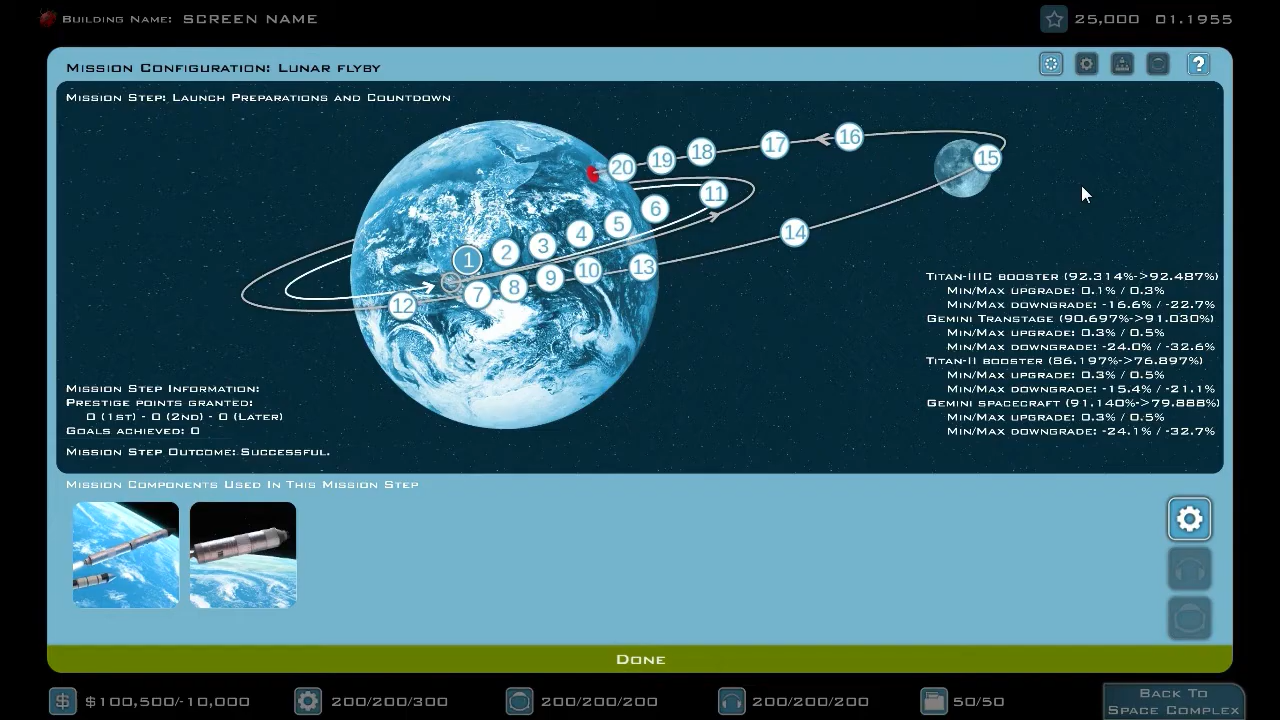 Building Name: SCREEN NAME
25,000 01.1955
Mission Configuration: Lunar flyby
?
Mission Step: Launch Preparations and Countdown
20 19 18 17 16 15
11
6
5
4
3
2
1
14
13
10
9
8
7
12
Titan-IIIC booster (92.314%->92.487%)
Min/Max upgrade: 0.1% / 0.3%
Min/Max downgrade: -16.6% / -22.7%
Gemini Transtage (90.697%->91.030%)
Min/Max upgrade: 0.3% / 0.5%
Min/Max downgrade: -24.0% / -32.6%
Titan-II booster (86.197%->76.897%)
Min/Max upgrade: 0.3% / 0.5%
Min/Max downgrade: -15.4% / -21.1%
Gemini spacecraft (91.140%->79.888%)
Min/Max upgrade: 0.3% / 0.5%
Min/Max downgrade: -24.1% / -32.7%
Mission Step Information:
Prestige points granted:
0 (1st) - 0 (2nd) - 0 (Later)
Goals achieved: 0
Mission Step Outcome: Successful.
Mission Components Used In This Mission Step
Done
$ $100,500/-10,000
200/200/300
200/200/200
200/200/200
50/50
Back To
Space Complex